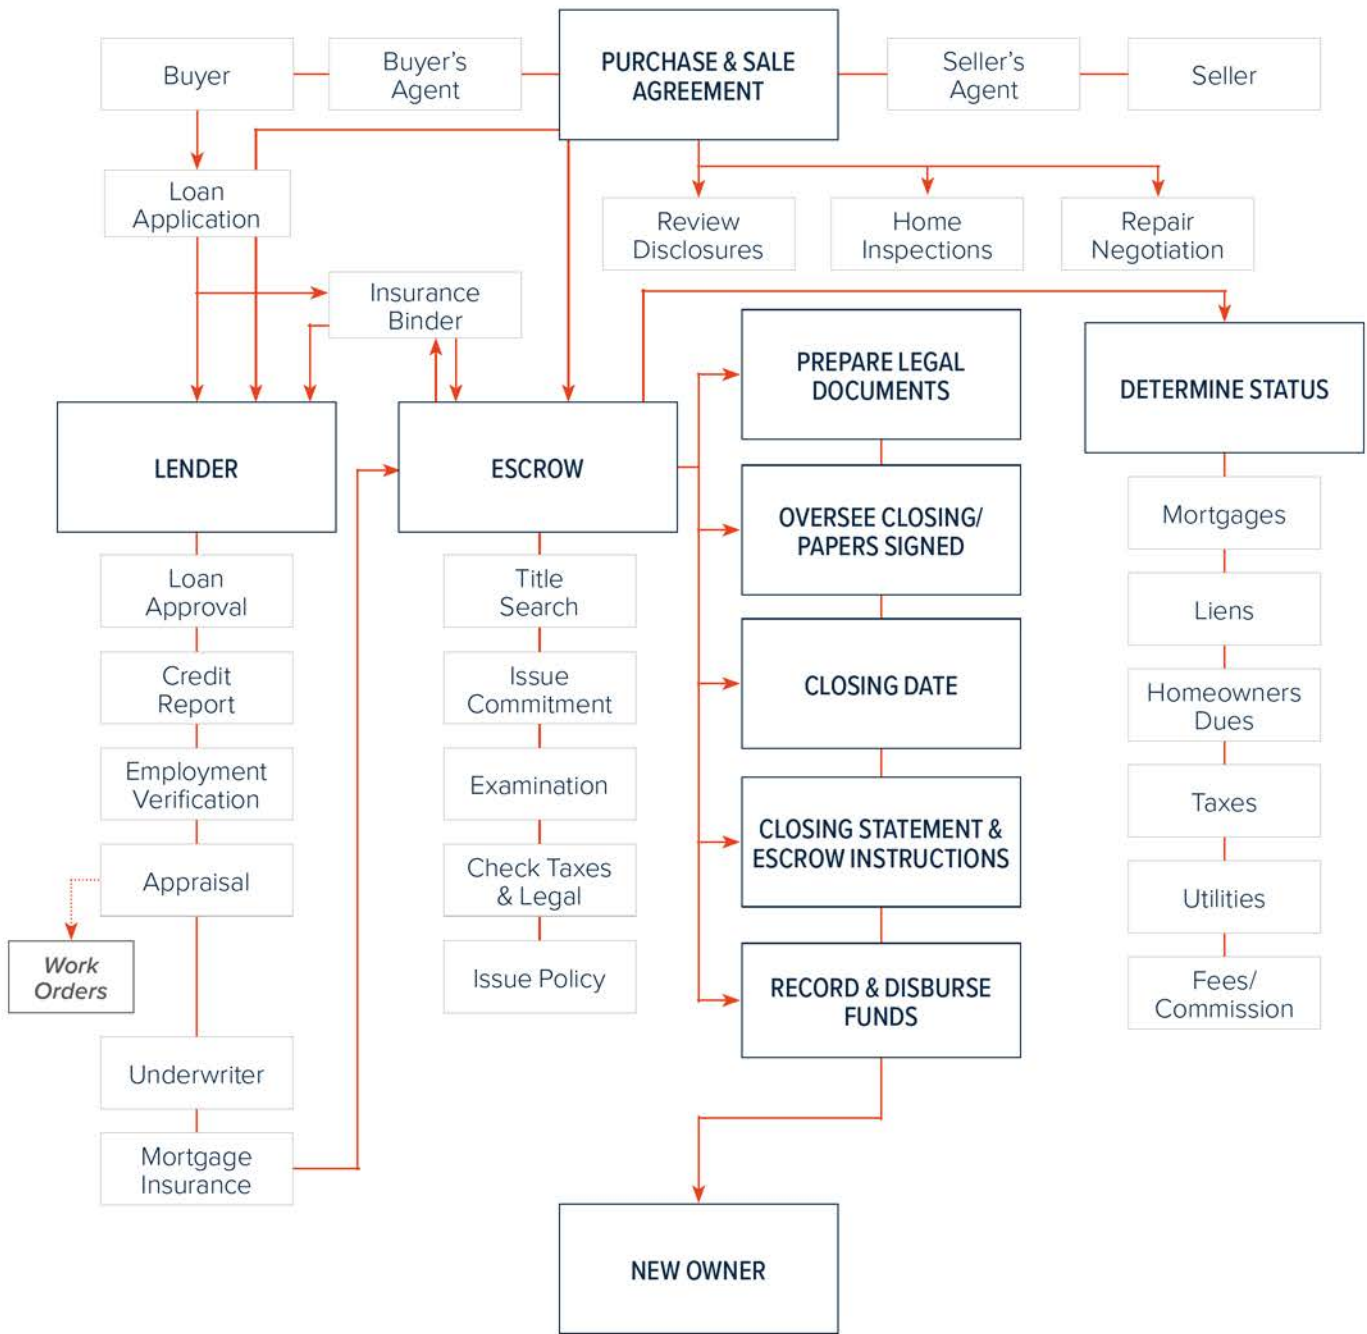 Buyer
Buyer's
Agent
PURCHASE & SALE
AGREEMENT
Seller's
Agent
Seller
Loan
Application
Review
Disclosures
Home
Inspections
Repair
Negotiation
Insurance
Binder
LENDER
ESCROW
PREPARE LEGAL
DOCUMENTS
DETERMINE STATUS
OVERSEE CLOSING/
PAPERS SIGNED
CLOSING DATE
CLOSING STATEMENT &
ESCROW INSTRUCTIONS
RECORD & DISBURSE
FUNDS
Loan
Approval
Credit
Report
Employment
Verification
Appraisal
Work
Orders
Underwriter
Mortgage
Insurance
Title
Search
Issue
Commitment
Examination
Check Taxes
& Legal
Issue Policy
Mortgages
Liens
Homeowners
Dues
Taxes
Utilities
Fees/
Commission
NEW OWNER